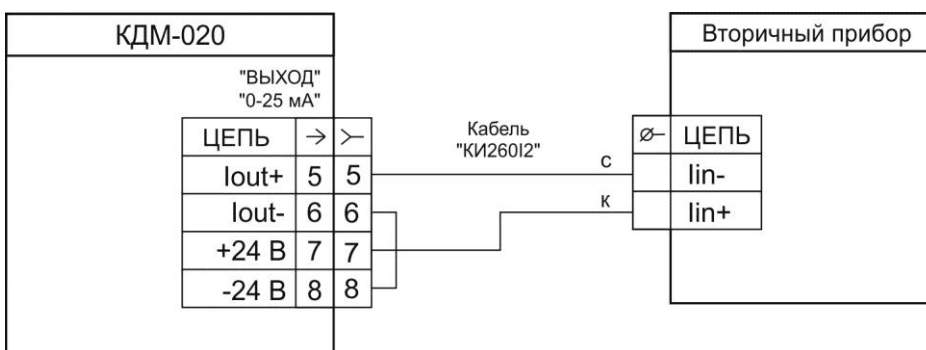 КДМ-020
Вторичный прибор
"ВЫХОД"
"0-25 мА"
ЦЕПЬ
Iout+ 5 5
Iout- 6 6
+24 В 7 7
-24 В 8 8
Кабель
"КИ260I2"
с
к
ЦЕПЬ
Iin-
Iin+